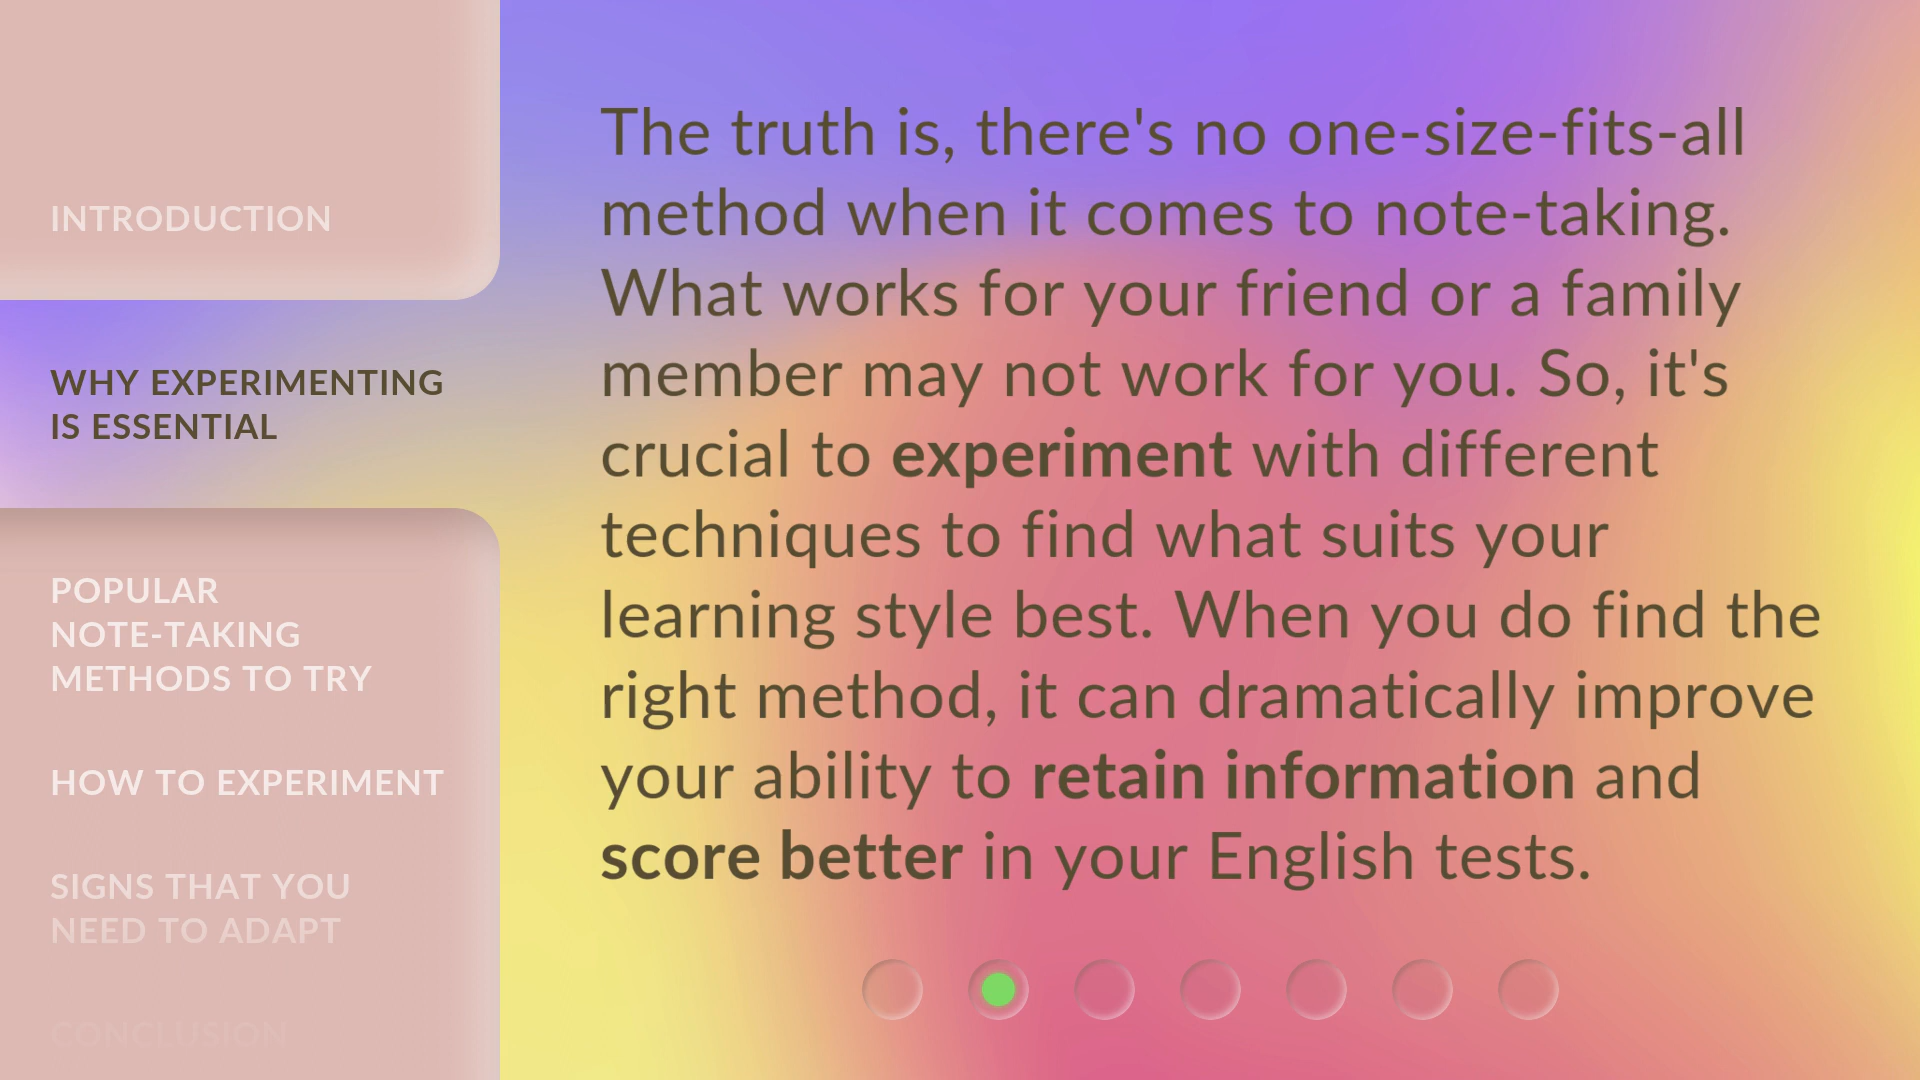 INTRODUCTION
WHY EXPERIMENTING
IS ESSENTIAL
POPULAR
NOTE-TAKING
METHODS TO TRY
HOW TO EXPERIMENT
SIGNS THAT YOU
NEED TO ADAPT
CONCLUSION
The truth is, there's no one-size-fits-all
method when it comes to note-taking.
What works for your friend or a family
member may not work for you. So, it's
crucial to experiment with different
techniques to find what suits your
learning style best. When you do find the
right method, it can dramatically improve
your ability to retain information and
score better in your English tests.